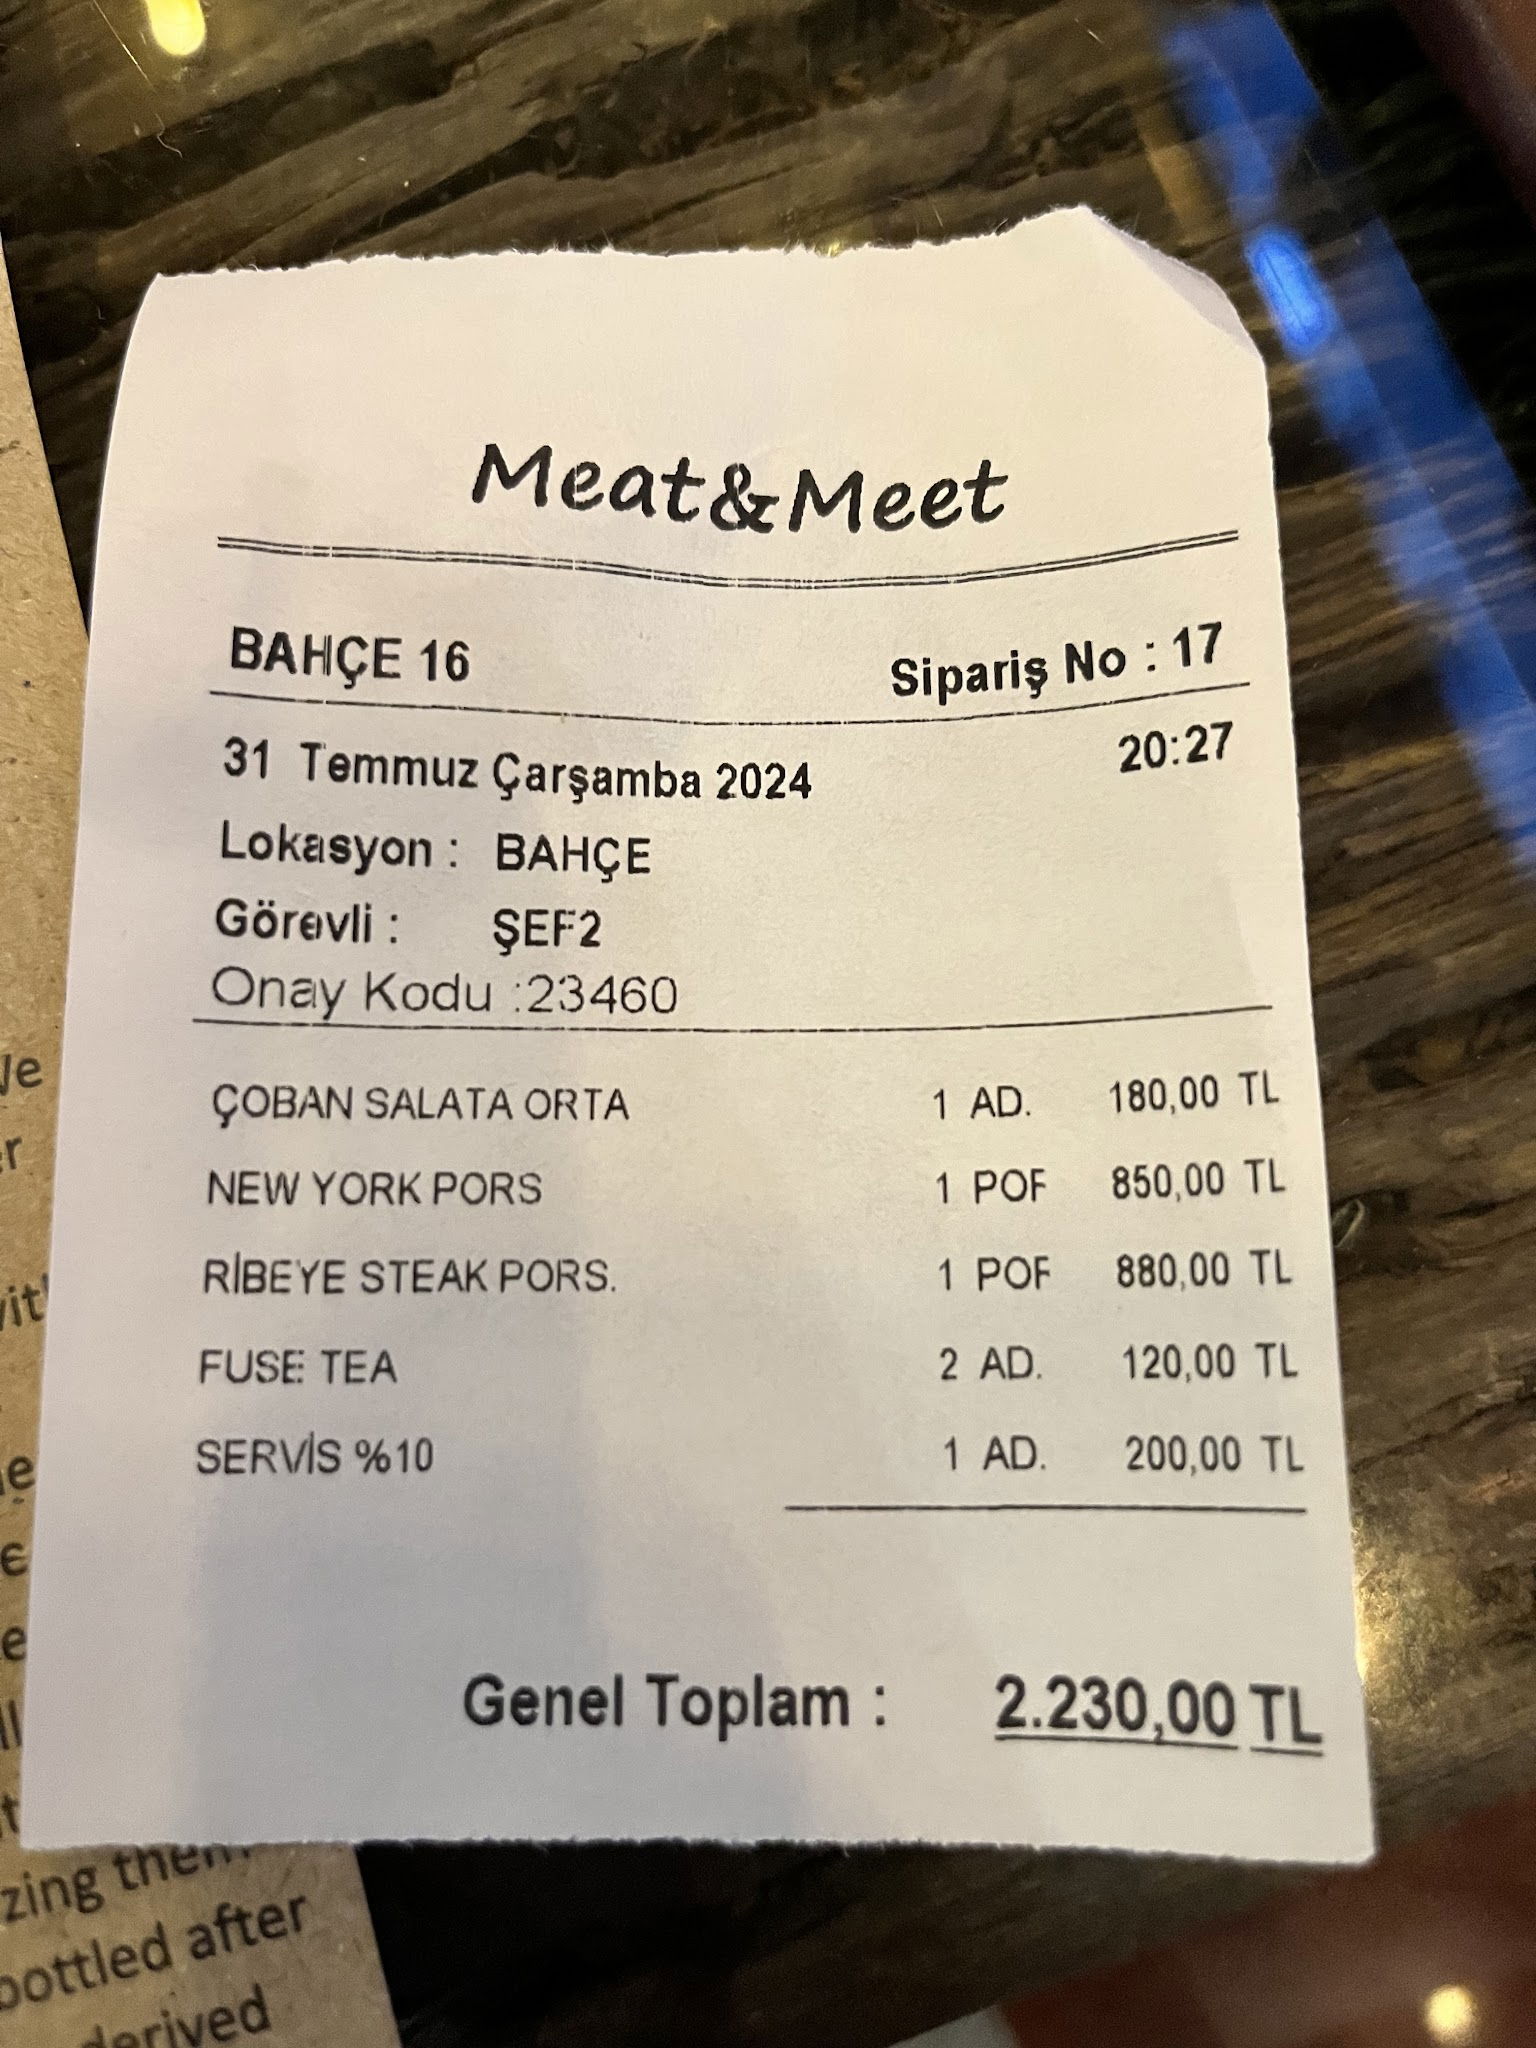 Meat&Meet
BAHÇE 16 Sipariş No : 17
31 Temmuz Çarşamba 2024 20:27
Lokasyon : BAHÇE
Görevli : ŞEF2
Onay Kodu :23460
ÇOBAN SALATA ORTA 1 AD. 180,00 TL
NEW YORK PORS 1 POF 850,00 TL
RİBEYE STEAK PORS. 1 POF 880,00 TL
FUSE TEA 2 AD. 120,00 TL
SERVİS %10 1 AD. 200,00 TL
Genel Toplam : 2.230,00 TL
zing them
bottled after
derived